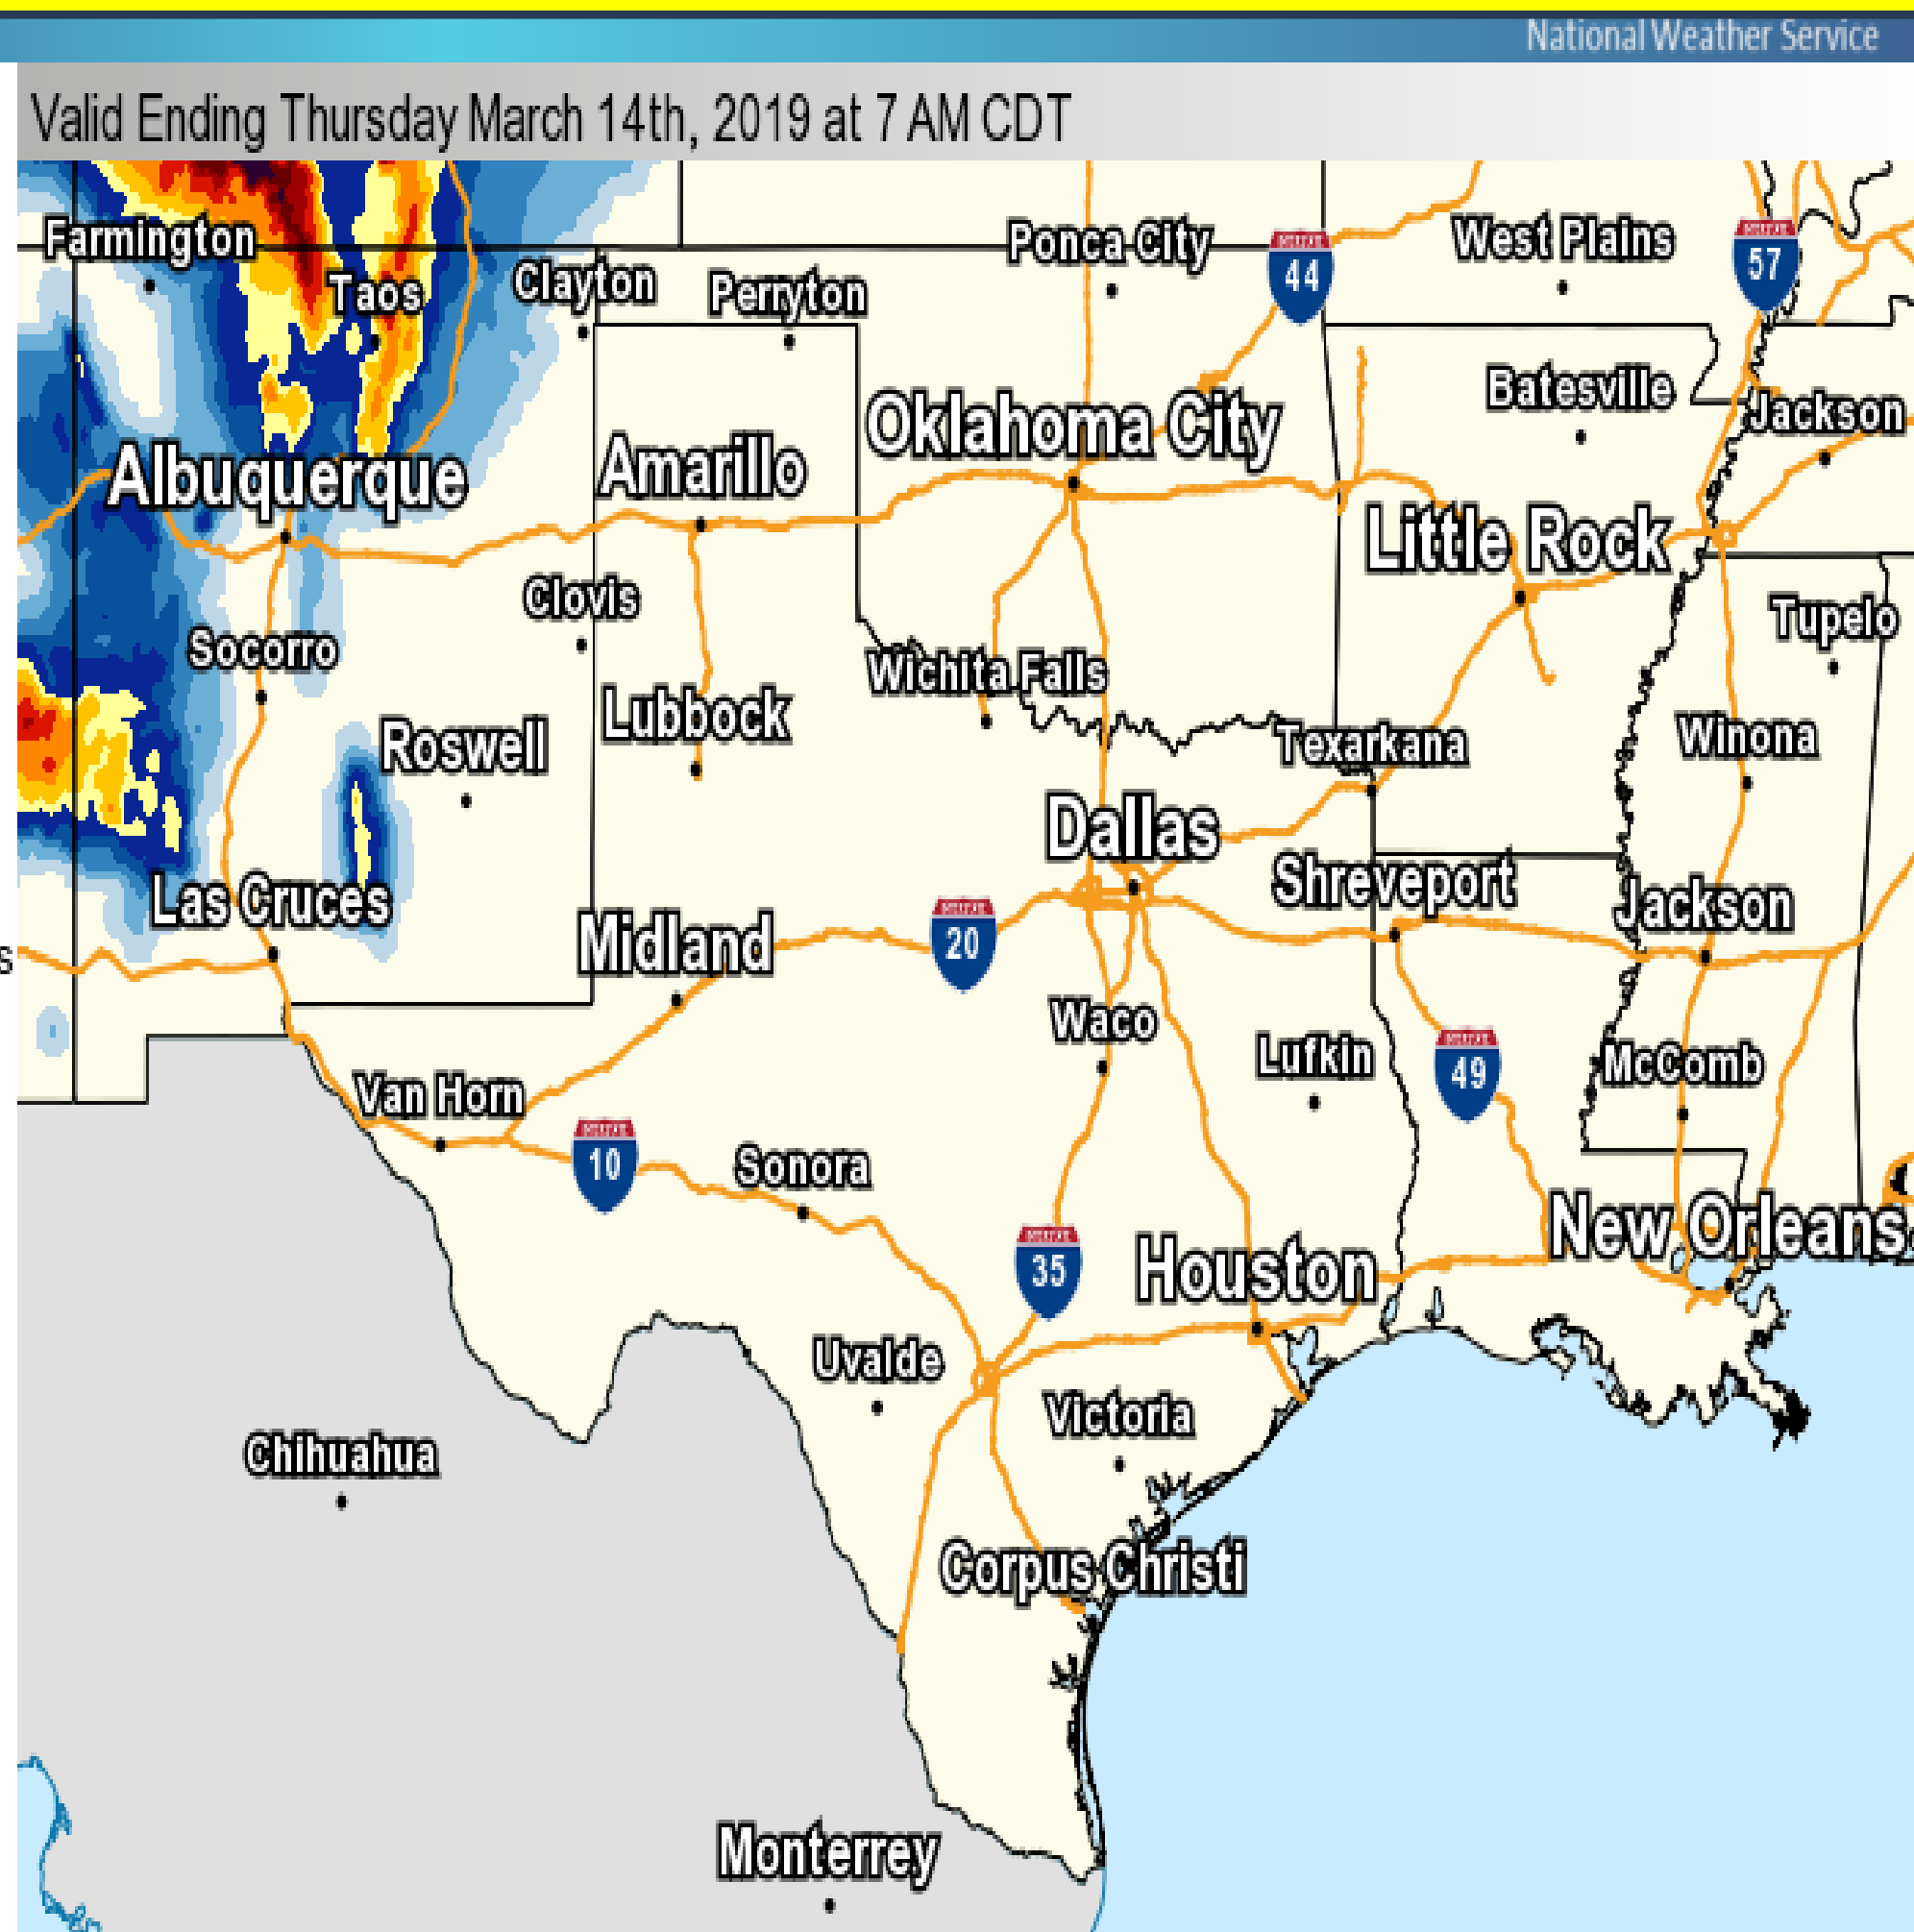 National Weather Service
Valid Ending Thursday March 14th, 2019 at 7 AM CDT
Farmington
Ponca City
West Plains
44
57
Taos
Clayton
Perryton
Batesville
Jackson
Oklahoma City
Albuquerque
Amarillo
Little Rock
Clovis
Tupelo
Socorro
Wichita Falls
Lubbock
Roswell
Texarkana
Winona
Dallas
Shreveport
Las Cruces
Jackson
Midland
20
s
Waco
Lufkin
49
McComb
Van Horn
10
Sonora
New Orleans
35
Houston
Uvalde
Victoria
Chihuahua
Corpus Christi
Monterrey